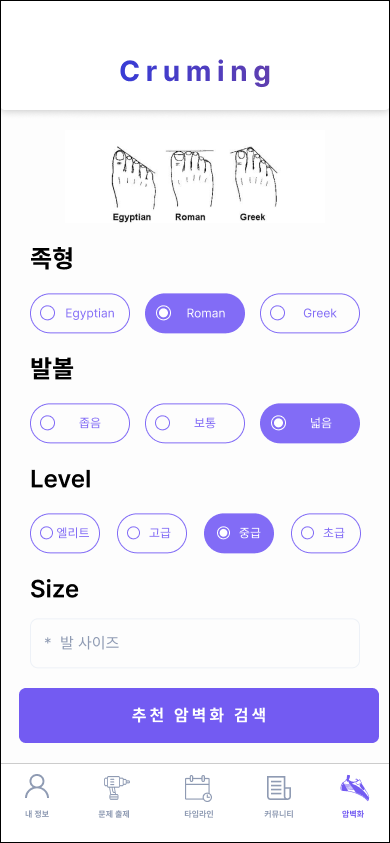 Cruming
Egyptian Roman Greek
족형
Egyptian Roman Greek
발볼
좁음 보통 넓음
Level
엘리트 고급 중급 초급
Size
* 발 사이즈
추천 암벽화 검색
내 정보 문제 출제 타임라인 커뮤니티 암벽화